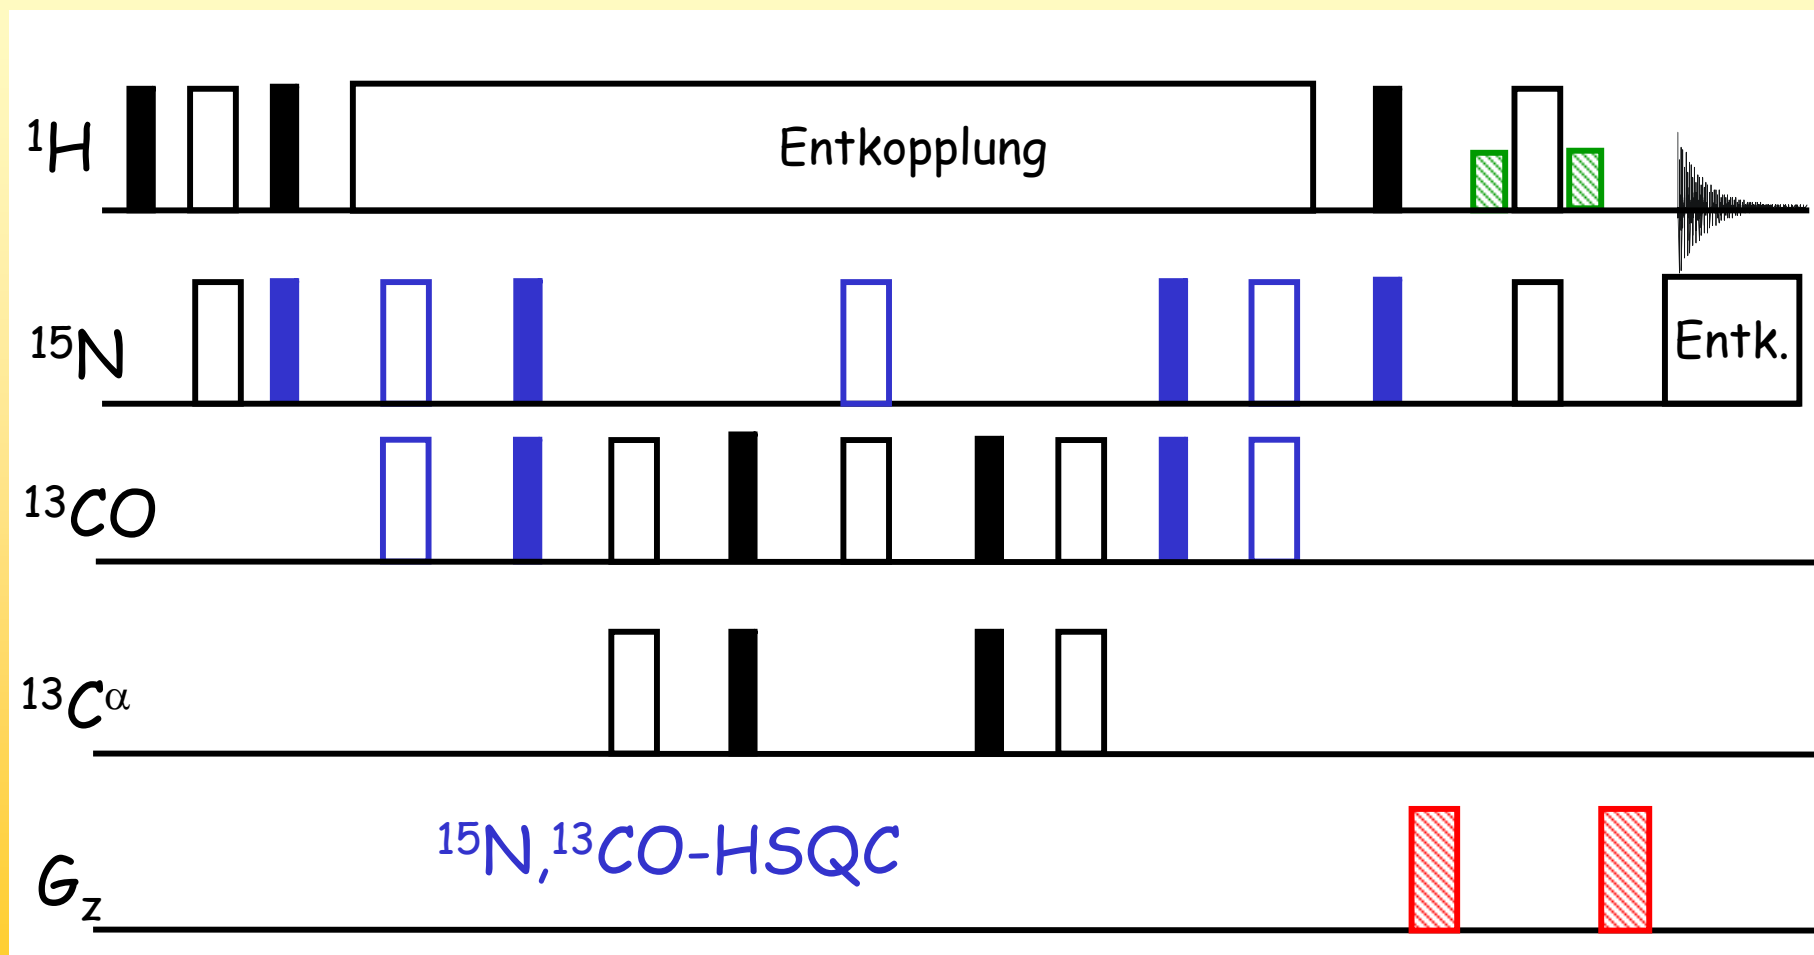 ¹H
Entkopplung
¹⁵N
Entk.
¹³CO
¹³Cα
¹⁵N,¹³CO-HSQC
Gz